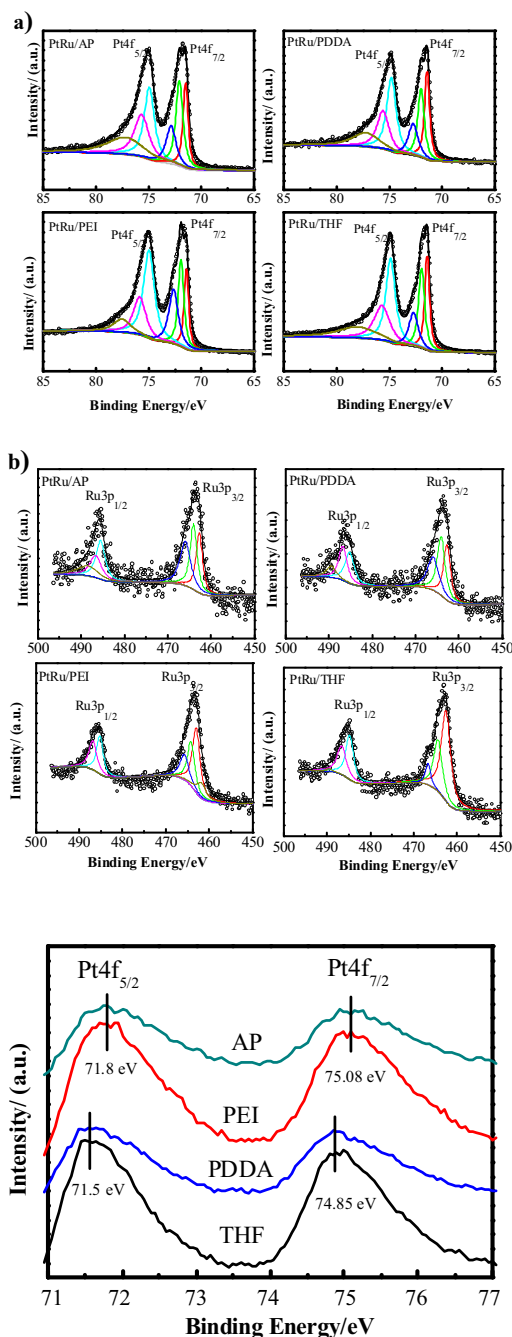 a)
PtRu/AP Pt4f5/2 Pt4f7/2
PtRu/PDDA Pt4f5/2 Pt4f7/2
Intensity/ (a.u.)
Intensity/ (a.u.)
85 80 75 70 65
85 80 75 70 65
PtRu/PEI Pt4f5/2 Pt4f7/2
PtRu/THF Pt4f5/2 Pt4f7/2
Intensity/ (a.u.)
Intensity/ (a.u.)
85 80 75 70 65
85 80 75 70 65
Binding Energy/eV
Binding Energy/eV
b)
PtRu/AP Ru3p1/2 Ru3p3/2
PtRu/PDDA Ru3p1/2 Ru3p3/2
Intensity/ (a.u.)
Intensity/ (a.u.)
500 490 480 470 460 450
500 490 480 470 460 450
PtRu/PEI Ru3p1/2 Ru3p3/2
PtRu/THF Ru3p1/2 Ru3p3/2
Intensity/ (a.u.)
Intensity/ (a.u.)
500 490 480 470 460 450
500 490 480 470 460 450
Binding Energy/eV
Binding Energy/eV
Pt4f5/2 Pt4f7/2
AP
71.8 eV 75.08 eV
PEI
PDDA
71.5 eV 74.85 eV
THF
Intensity/ (a.u.)
71 72 73 74 75 76 77
Binding Energy/eV